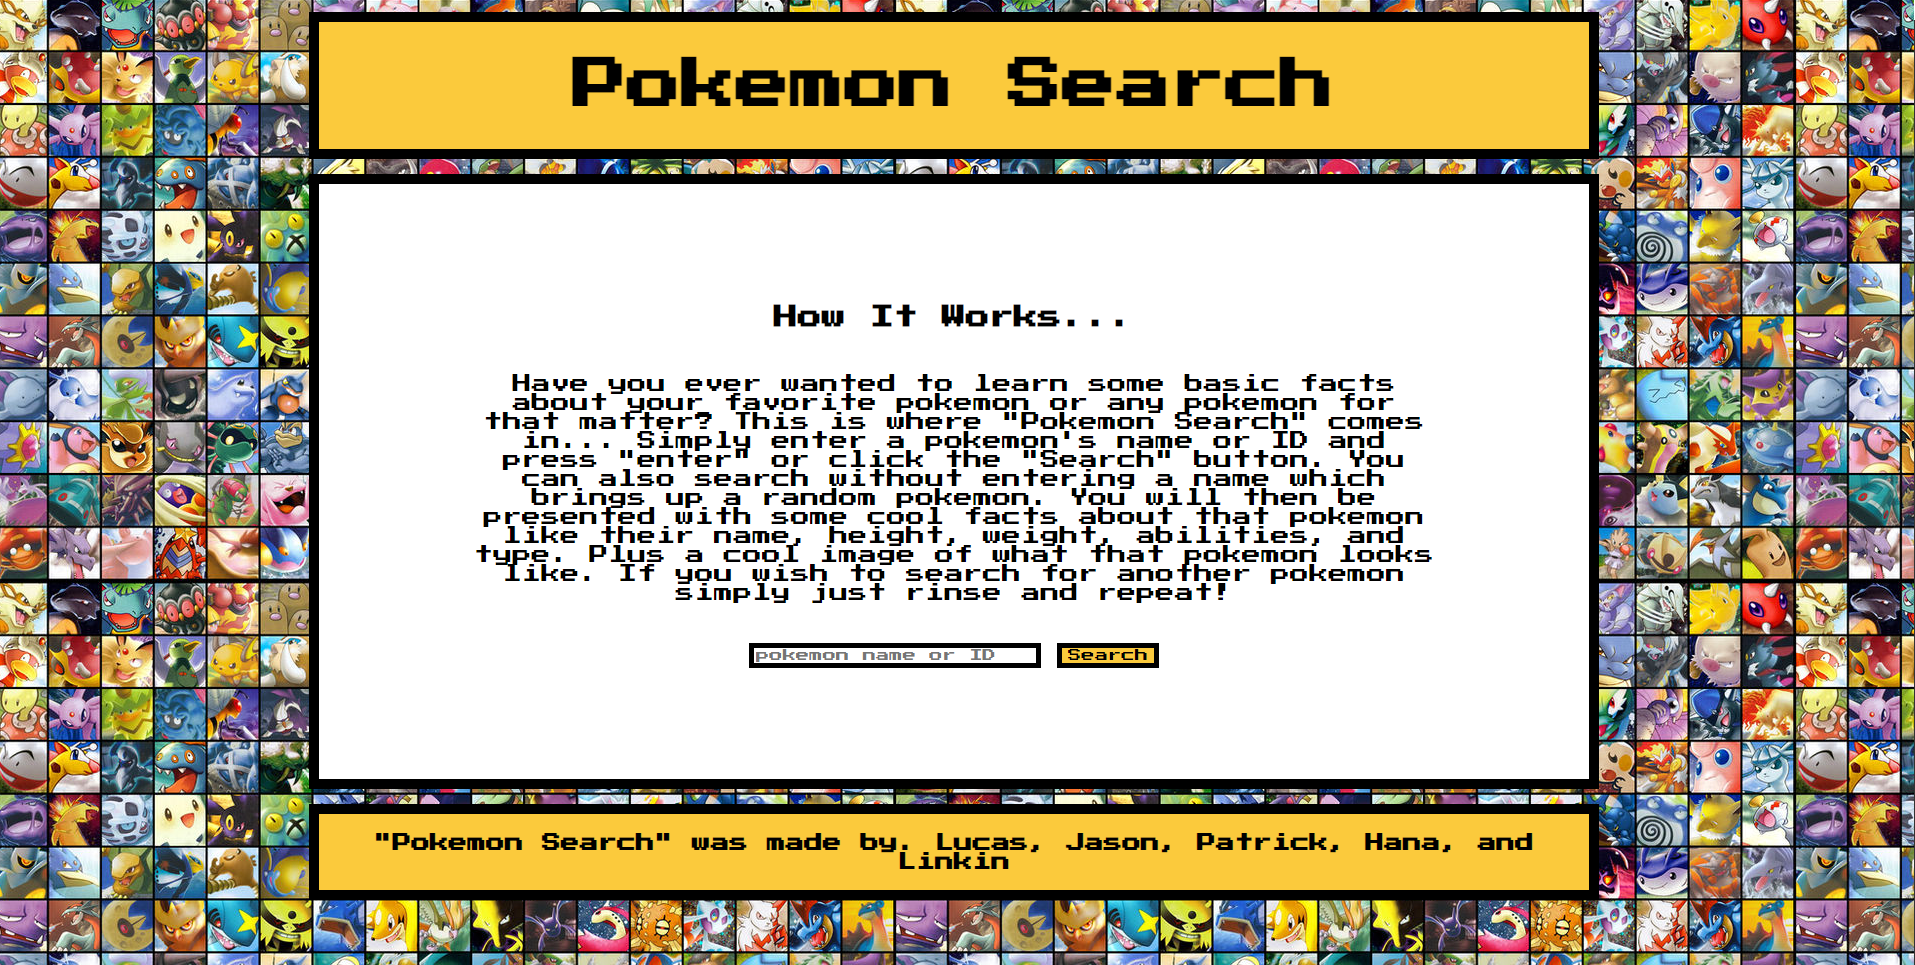 Pokemon Search
How It Works...
Have you ever wanted to learn some basic facts
about your favorite pokemon or any pokemon for
that matter? This is where "Pokemon Search" comes
in... Simply enter a pokemon's name or ID and
press "enter" or click the "Search" button. You
can also search without entering a name which
brings up a random pokemon. You will then be
presented with some cool facts about that pokemon
like their name, height, weight, abilities, and
type. Plus a cool image of what that pokemon looks
like. If you wish to search for another pokemon
simply just rinse and repeat!
pokemon name or ID
Search
"Pokemon Search" was made by. Lucas, Jason, Patrick, Hana, and
Linkin